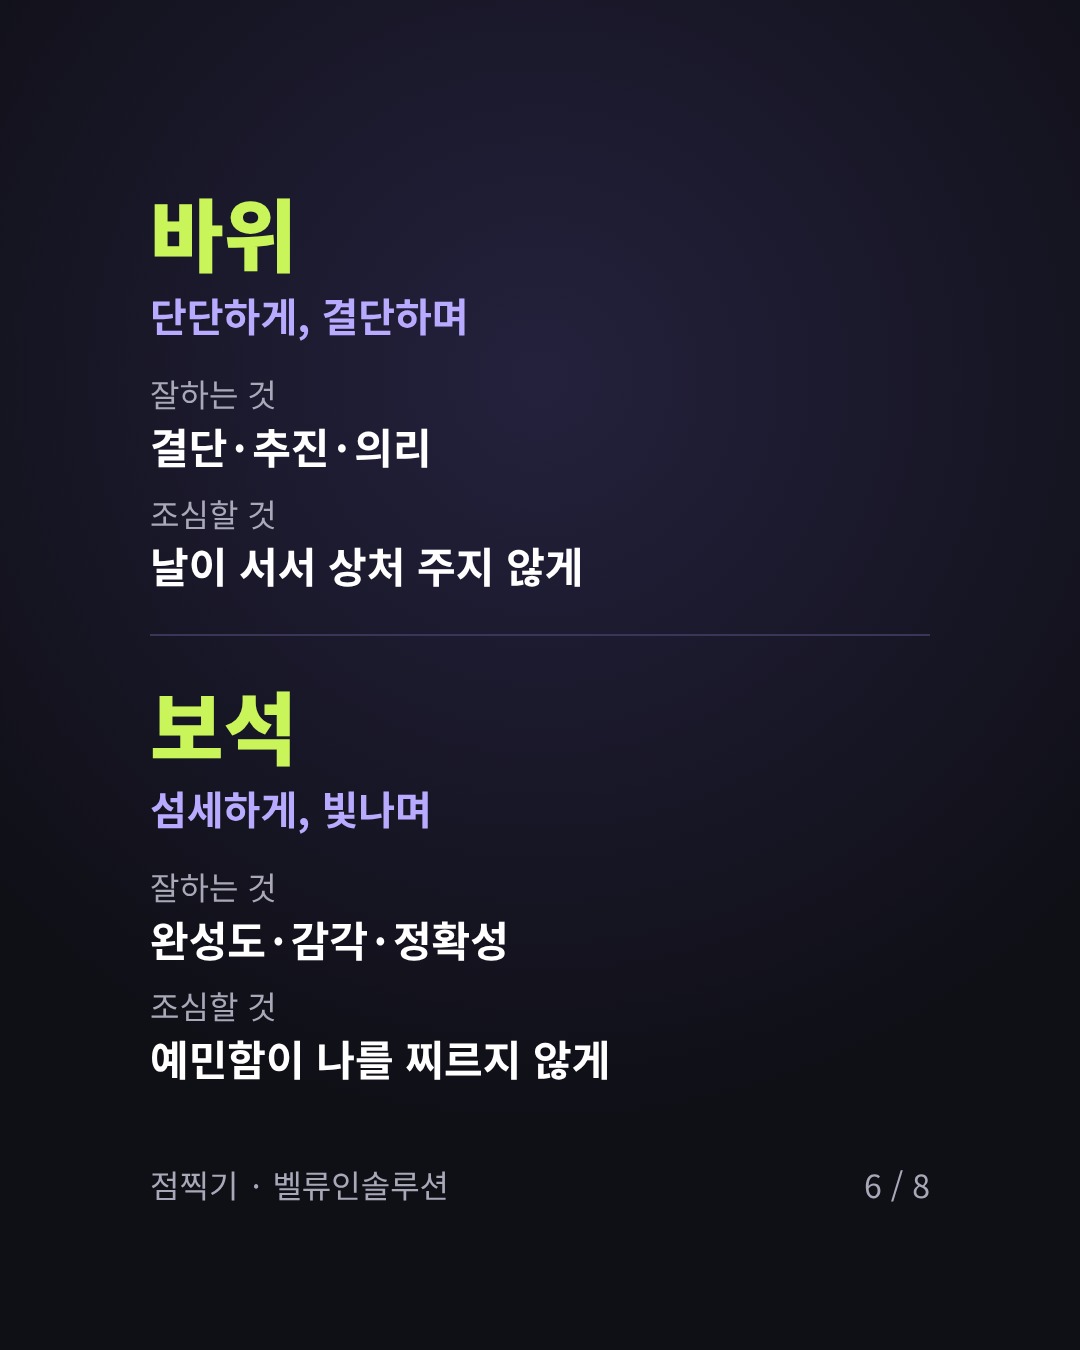 바위
단단하게, 결단하며
잘하는 것
결단·추진·의리
조심할 것
날이 서서 상처 주지 않게
보석
섬세하게, 빛나며
잘하는 것
완성도·감각·정확성
조심할 것
예민함이 나를 찌르지 않게
점찍기 · 벨류인솔루션
6 / 8